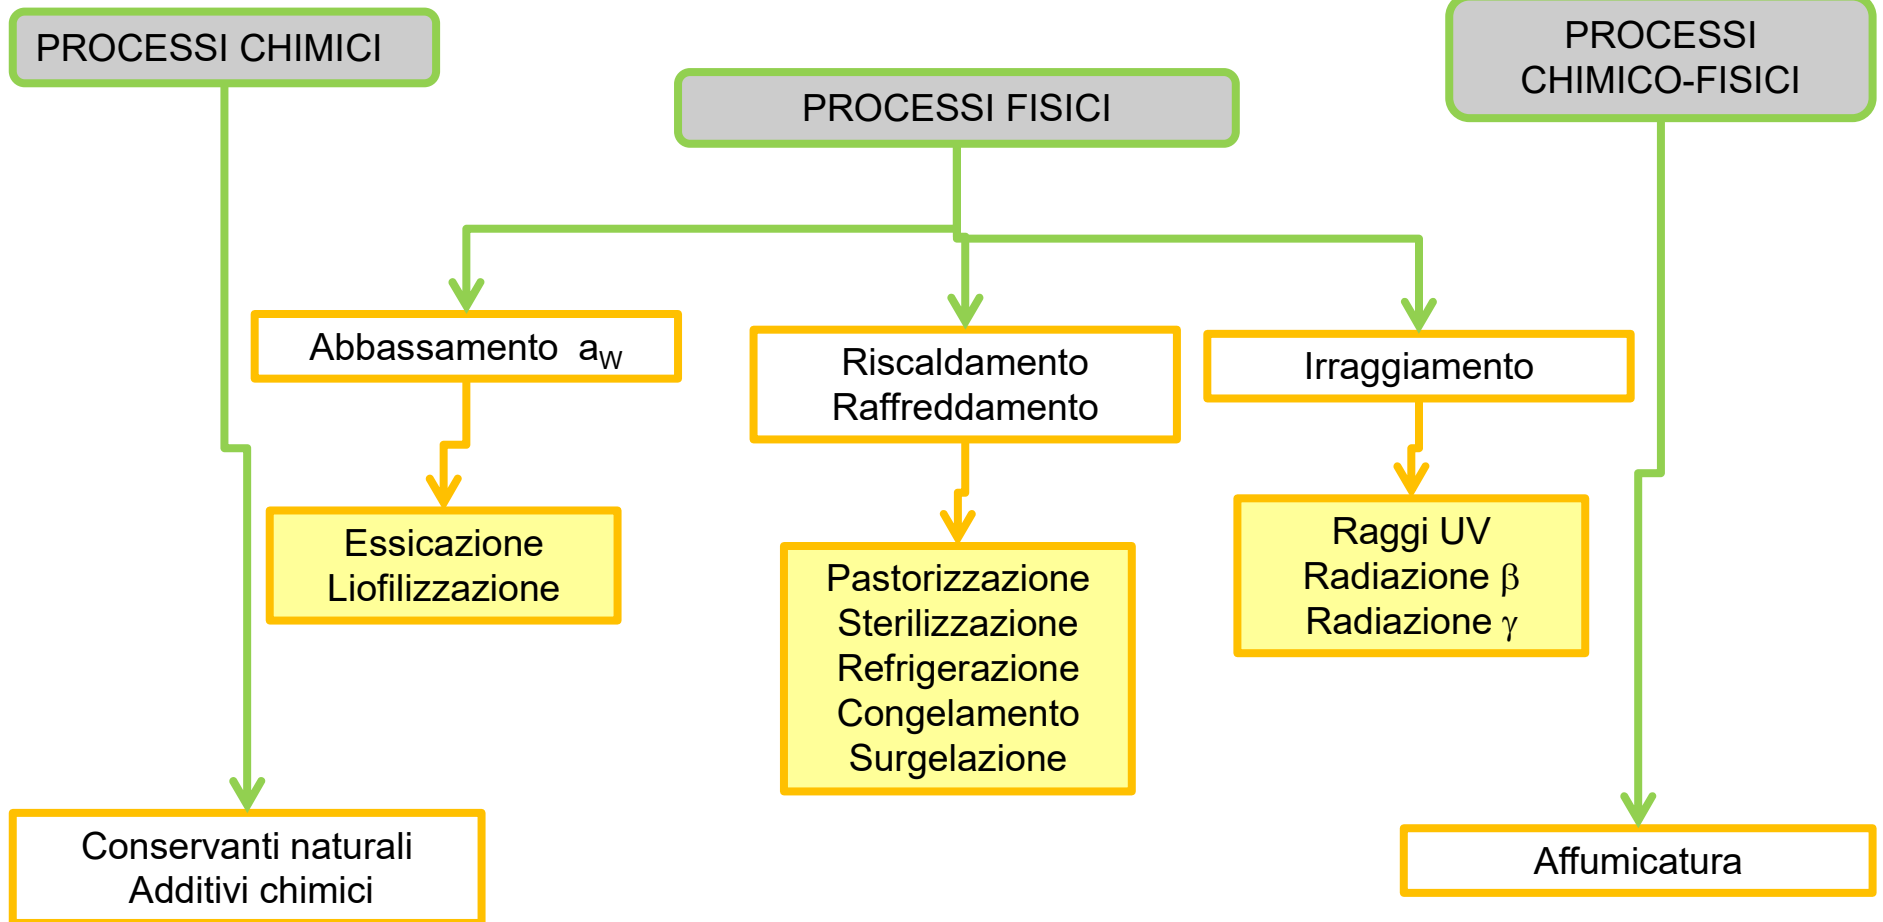 PROCESSI CHIMICI
PROCESSI FISICI
PROCESSI
CHIMICO-FISICI
Abbassamento aW
Riscaldamento
Raffreddamento
Irraggiamento
Essicazione
Liofilizzazione
Pastorizzazione
Sterilizzazione
Refrigerazione
Congelamento
Surgelazione
Raggi UV
Radiazione β
Radiazione γ
Conservanti naturali
Additivi chimici
Affumicatura